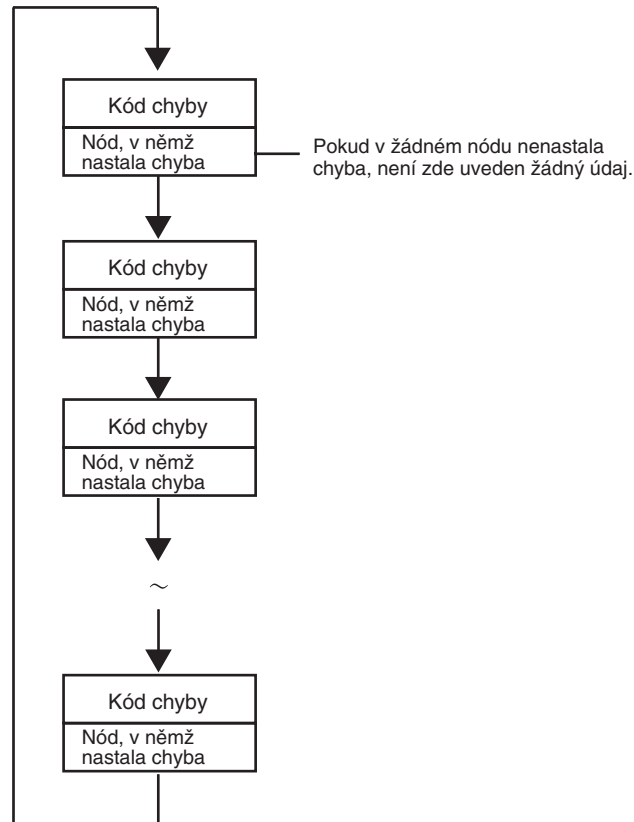 Kód chyby
Nód, v němž
nastala chyba
Pokud v žádném nódu nenastala
chyba, není zde uveden žádný údaj.
Kód chyby
Nód, v němž
nastala chyba
Kód chyby
Nód, v němž
nastala chyba
~
Kód chyby
Nód, v němž
nastala chyba